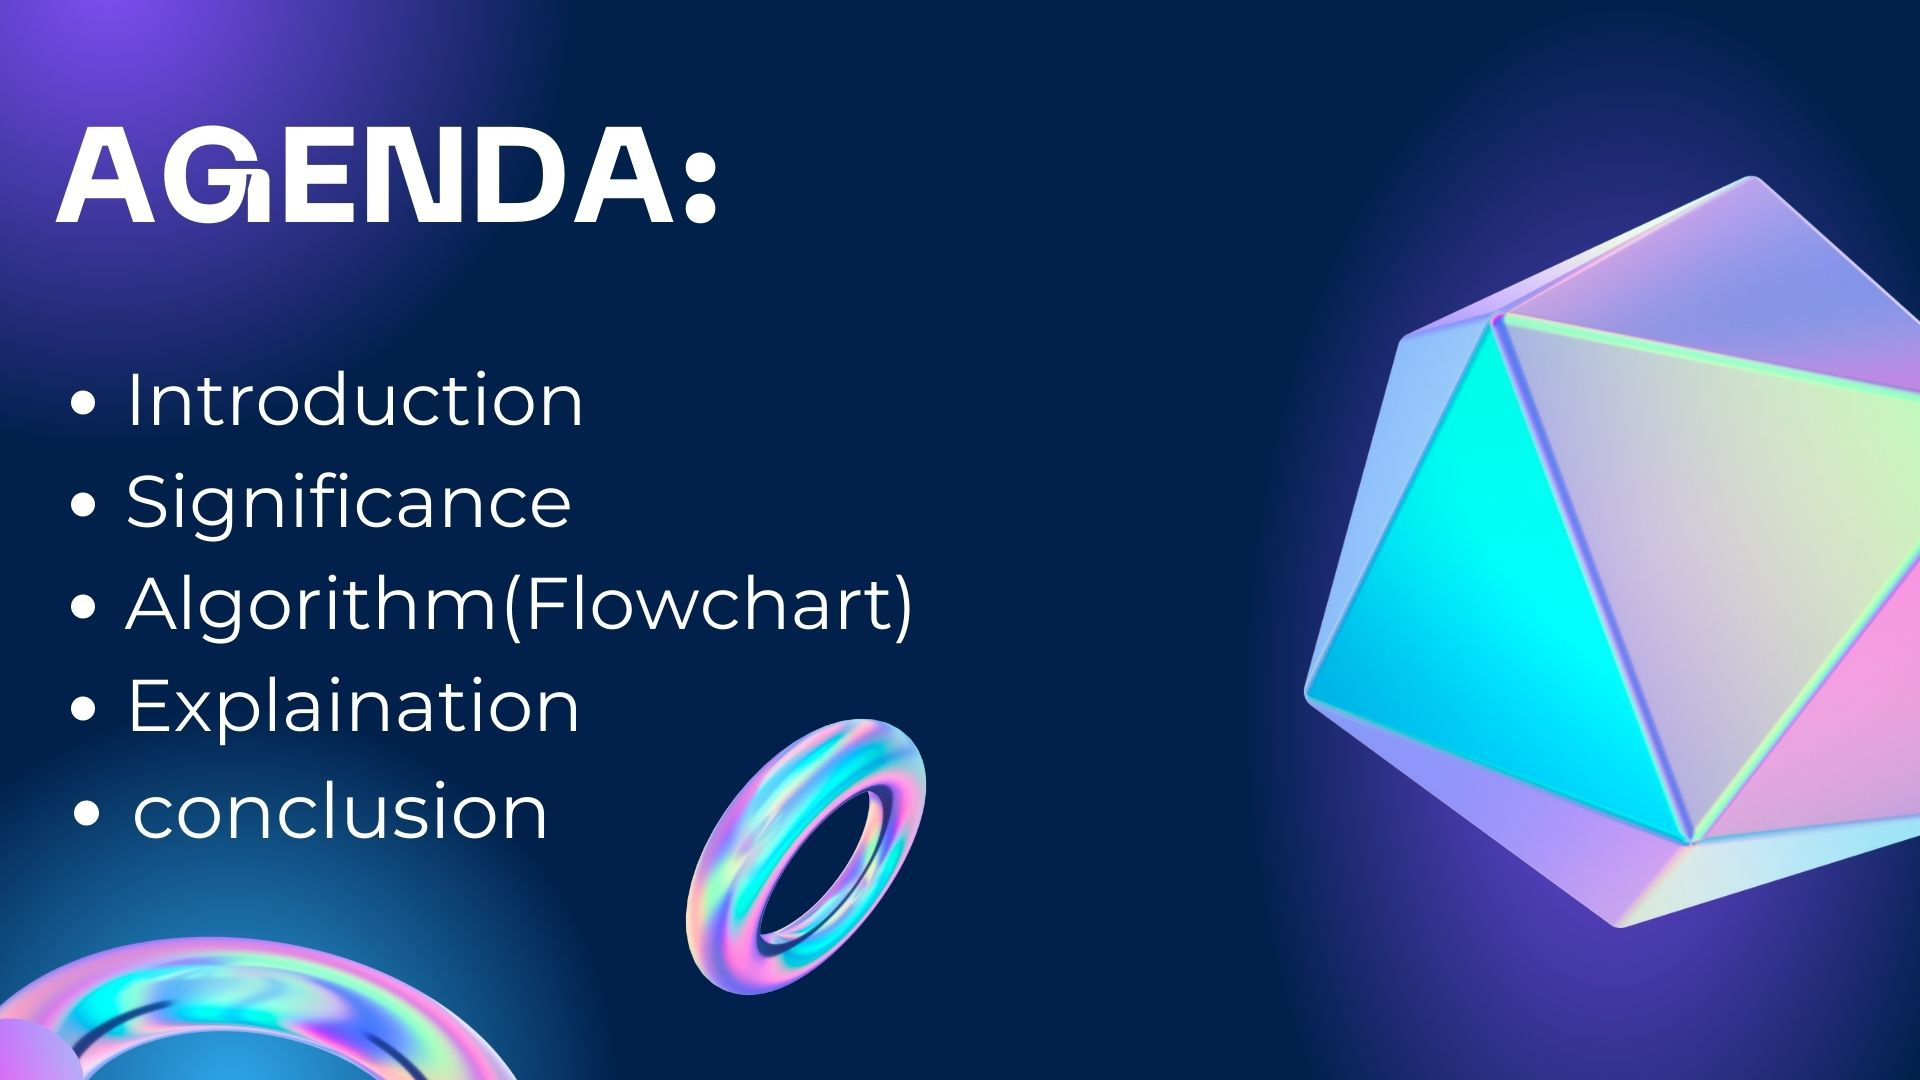 AGENDA:
• Introduction
• Significance
• Algorithm(Flowchart)
• Explaination
• conclusion